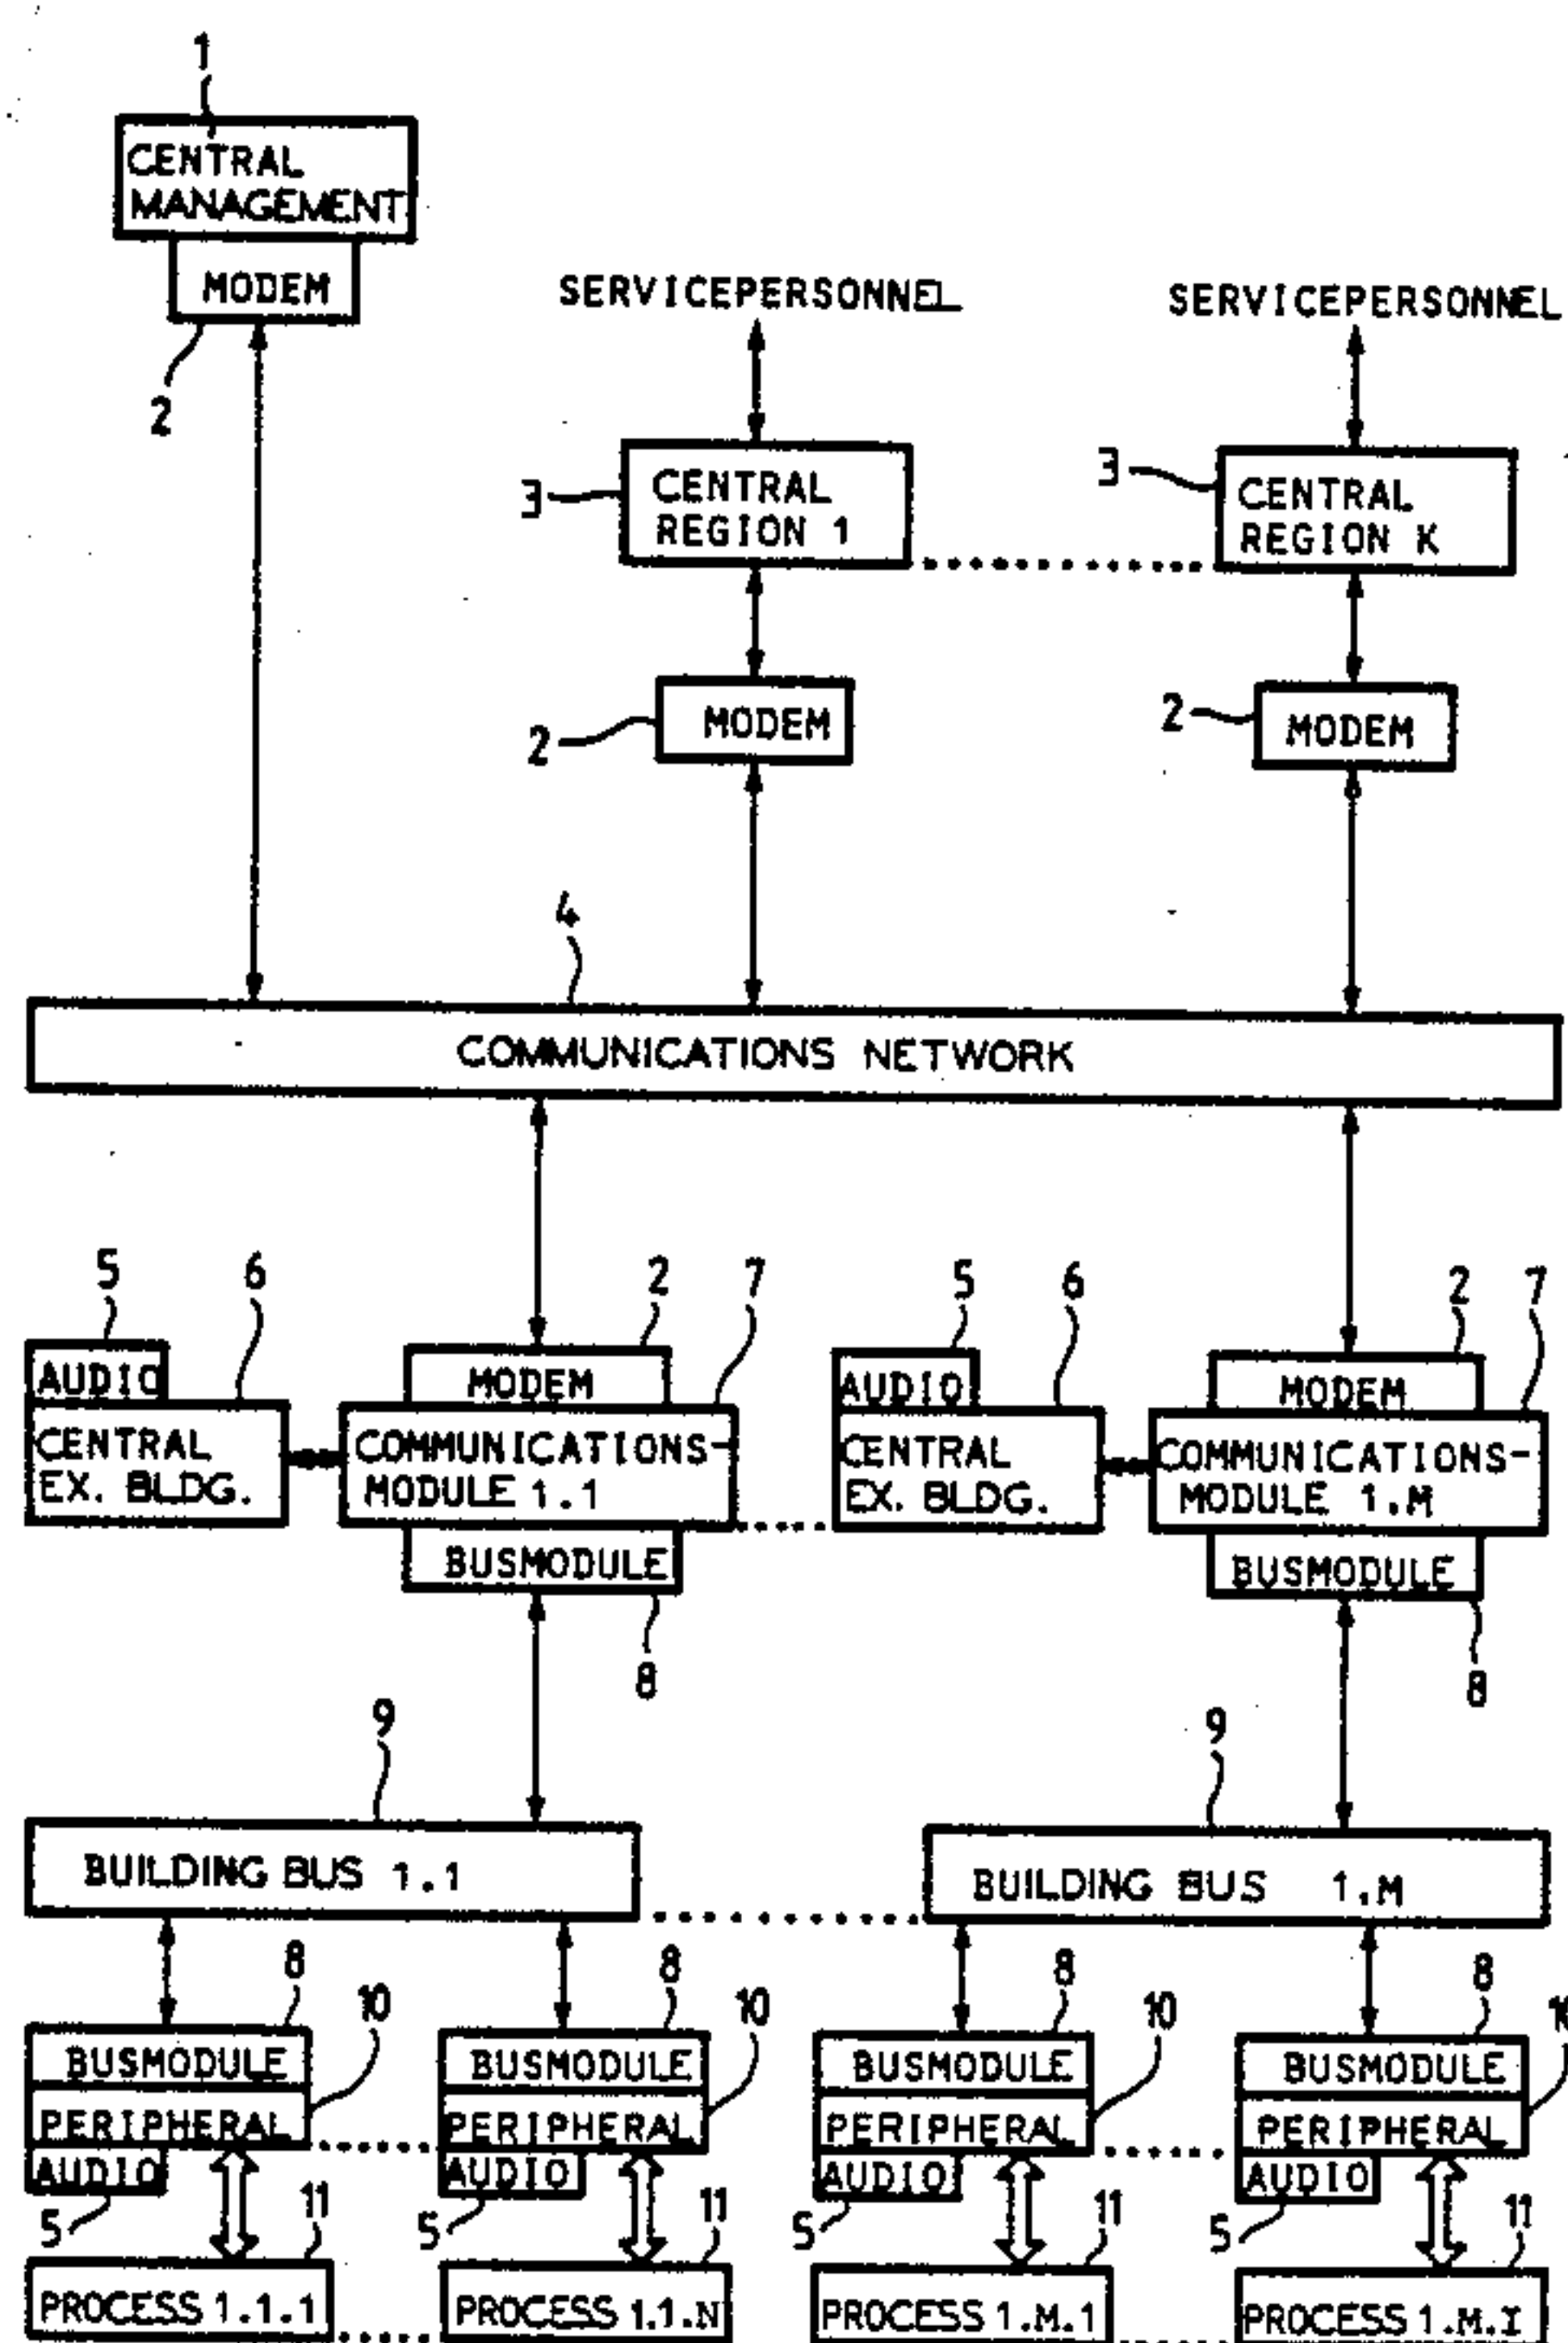 1
CENTRAL
MANAGEMENT
MODEM
2
SERVICEPERSONNEL
SERVICEPERSONNEL
3
CENTRAL
REGION 1
3
CENTRAL
REGION K
2
MODEM
2
MODEM
4
COMMUNICATIONS NETWORK
5
6
2
7
5
6
2
7
AUDIO
MODEM
AUDIO
MODEM
CENTRAL
EX. BLDG.
COMMUNICATIONS-
MODULE 1.1
CENTRAL
EX. BLDG.
COMMUNICATIONS-
MODULE 1.M
BUSMODULE
BUSMODULE
8
8
9
9
BUILDING BUS 1.1
BUILDING BUS 1.M
8
10
8
10
8
10
8
10
BUSMODULE
BUSMODULE
BUSMODULE
BUSMODULE
PERIPHERAL
PERIPHERAL
PERIPHERAL
PERIPHERAL
AUDIO
AUDIO
AUDIO
AUDIO
5
11
5
11
5
11
5
11
PROCESS 1.1.1
PROCESS 1.1.N
PROCESS 1.M.1
PROCESS 1.M.I